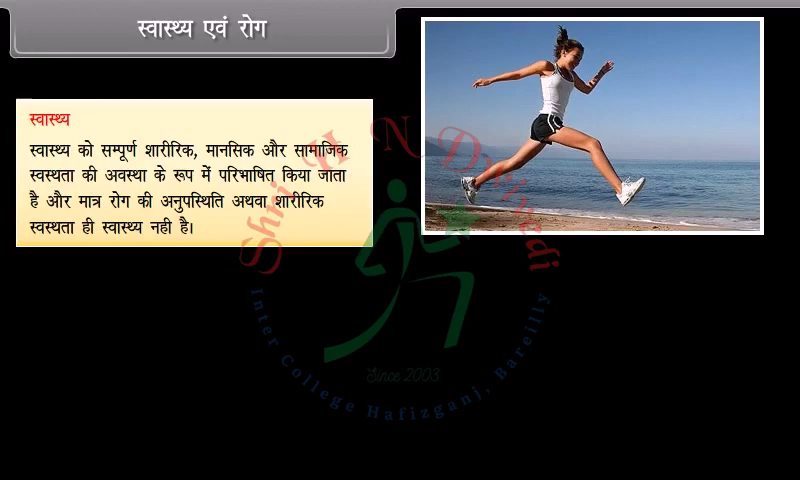 स्वास्थ्य एवं रोग
स्वास्थ्य
स्वास्थ्य को सम्पूर्ण शारीरिक, मानसिक और सामाजिक
स्वस्थता की अवस्था के रूप में परिभाषित किया जाता
है और मात्र रोग की अनुपस्थिति अथवा शारीरिक
स्वस्थता ही स्वास्थ्य नही है।
Shri H N Dwivedi
Since 2003
Inter College Hafizganj, Bareilly